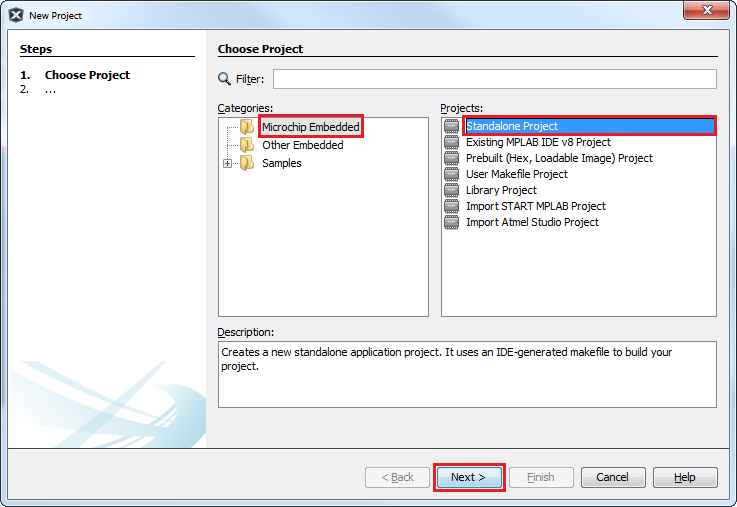 New Project
Steps
1. Choose Project
2. ...
Choose Project
Filter:
Categories:
Microchip Embedded
Other Embedded
Samples
Projects:
Standalone Project
Existing MPLAB IDE v8 Project
Prebuilt (Hex, Loadable Image) Project
User Makefile Project
Library Project
Import START MPLAB Project
Import Atmel Studio Project
Description:
Creates a new standalone application project. It uses an IDE-generated makefile to build your
project.
< Back
Next >
Finish
Cancel
Help